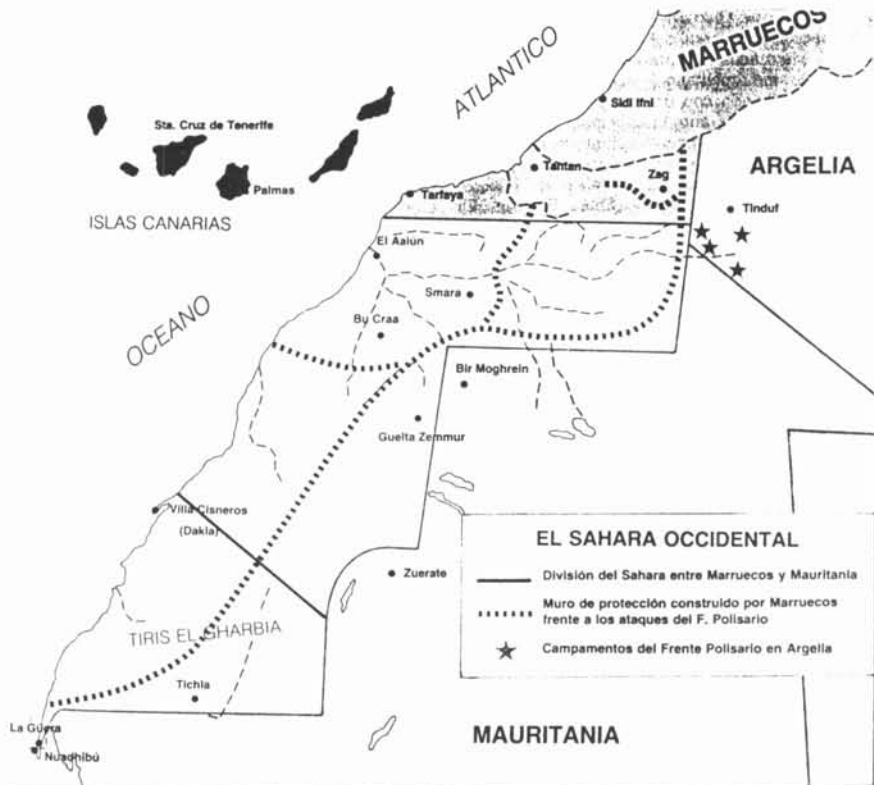 MARRUECOS
ATLANTICO
Sidi Ifni
Sta. Cruz de Tenerife
Tantan
Zag
ARGELIA
Palmas
Tarfaya
Tinduf
ISLAS CANARIAS
El Aaiún
OCEANO
Smara
Bu Craa
Bir Moghrein
Guelta Zemmur
Villa Cisneros
(Dakla)
EL SAHARA OCCIDENTAL
División del Sahara entre Marruecos y Mauritania
Muro de protección construido por Marruecos
frente a los ataques del F. Polisario
Campamentos del Frente Polisario en Argelia
Zuerate
TIRIS EL GHARBIA
Tichla
La Güera
Nuadhibú
MAURITANIA